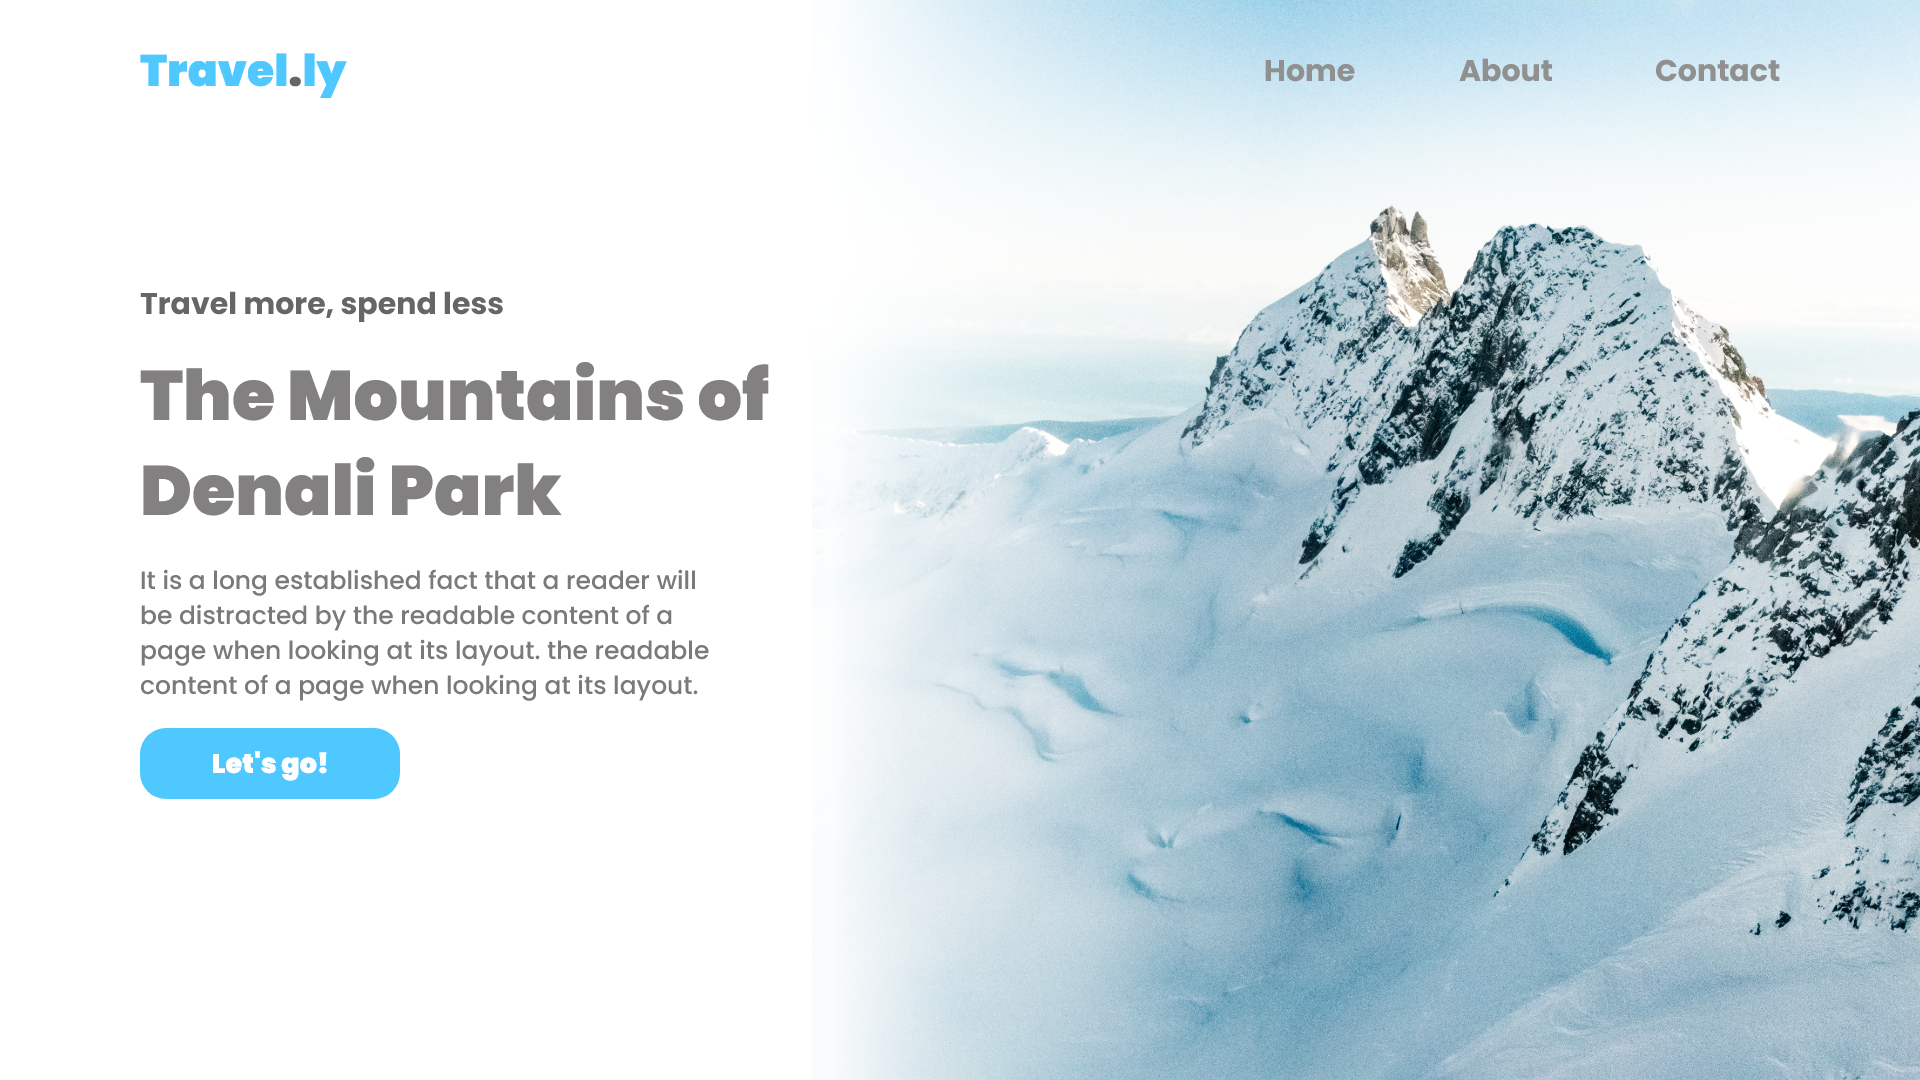 Travel.ly
Home
About
Contact
Travel more, spend less
The Mountains of
Denali Park
It is a long established fact that a reader will
be distracted by the readable content of a
page when looking at its layout. the readable
content of a page when looking at its layout.
Let's go!